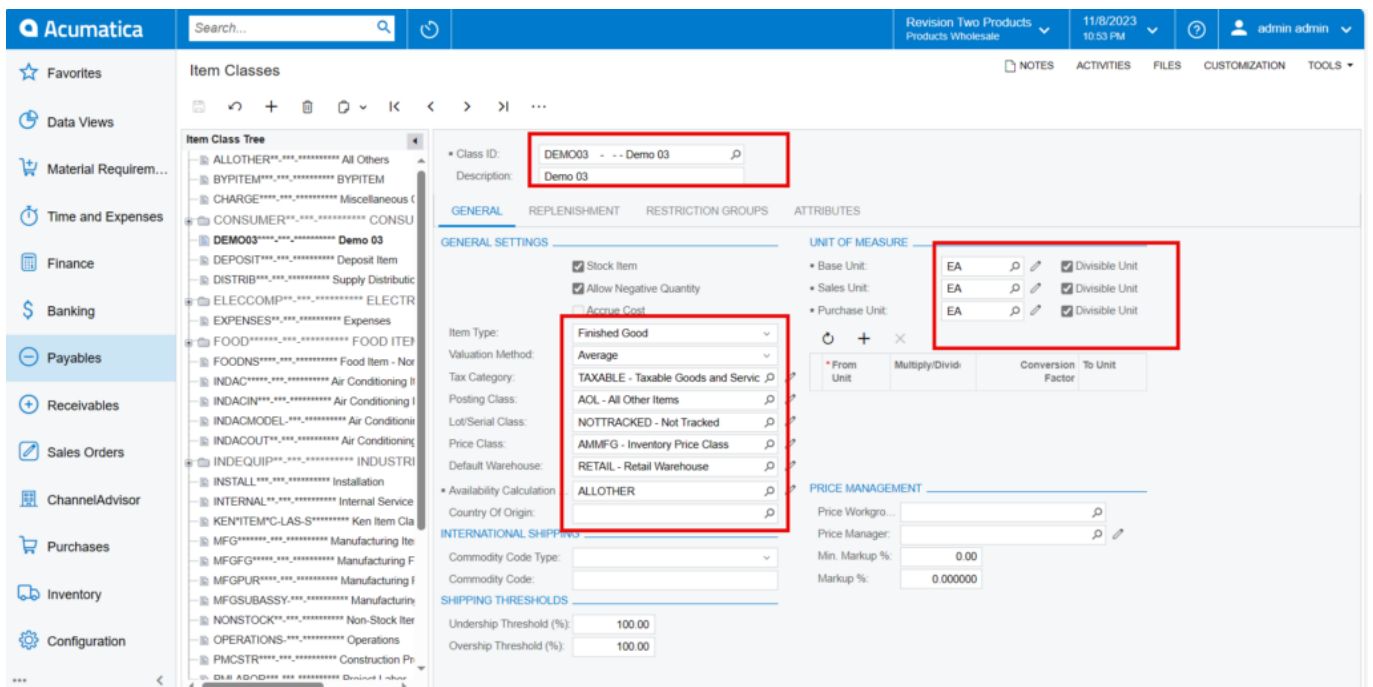 Acumatica
Search...
Revision Two Products
Products Wholesale
11/8/2023
10:53 PM
admin admin
Favorites
Data Views
Material Requirem...
Time and Expenses
Finance
Banking
Payables
Receivables
Sales Orders
ChannelAdvisor
Purchases
Inventory
Configuration
Item Classes
NOTES ACTIVITIES FILES CUSTOMIZATION TOOLS
Item Class Tree
ALLOTHER**-***-********** All Others
BYPITEM***-***-********** BYPITEM
CHARGE****-***-********** Miscellaneous (
CONSUMER**-***-********** CONSU
DEMO03****-***-********** Demo 03
DEPOSIT***-***-********** Deposit Item
DISTRIB***-***-********** Supply Distributic
ELECCOMP**-***-********** ELECTR
EXPENSES**-***-********** Expenses
FOOD******-***-********** FOOD ITEM
FOODNS****-***-********** Food Item - Nor
INDAC*****-***-********** Air Conditioning It
INDACIN***-***-********** Air Conditioning I
INDACMODEL-***-********** Air Conditionir
INDACOUT**-***-********** Air Conditioning
INDEQUIP**-***-********** INDUSTRI
INSTALL***-***-********** Installation
INTERNAL**-***-********** Internal Service
KEN*ITEM*C-LAS-S********* Ken Item Cla
MFG*******-***-********** Manufacturing Ite
MFGFG*****-***-********** Manufacturing F
MFGPUR****-***-********** Manufacturing F
MFGSUBASSY-***-********** Manufacturing
NONSTOCK**-***-********** Non-Stock Iter
OPERATIONS-***-********** Operations
PMCSTR****-***-********** Construction Pr
Class ID: DEMO03 - - - Demo 03
Description: Demo 03
GENERAL REPLENISHMENT RESTRICTION GROUPS ATTRIBUTES
GENERAL SETTINGS
Stock Item
Allow Negative Quantity
Accrue Cost
Item Type: Finished Good
Valuation Method: Average
Tax Category: TAXABLE - Taxable Goods and Servic
Posting Class: AOL - All Other Items
Lot/Serial Class: NOTTRACKED - Not Tracked
Price Class: AMMFG - Inventory Price Class
Default Warehouse: RETAIL - Retail Warehouse
Availability Calculation ... ALLOTHER
Country Of Origin:
INTERNATIONAL SHIPPING
Commodity Code Type:
Commodity Code:
SHIPPING THRESHOLDS
Undership Threshold (%): 100.00
Overship Threshold (%): 100.00
UNIT OF MEASURE
Base Unit: EA Divisible Unit
Sales Unit: EA Divisible Unit
Purchase Unit: EA Divisible Unit
*From Unit Multiply/Divid Conversion Factor To Unit
PRICE MANAGEMENT
Price Workgro...
Price Manager:
Min. Markup %: 0.00
Markup %: 0.000000